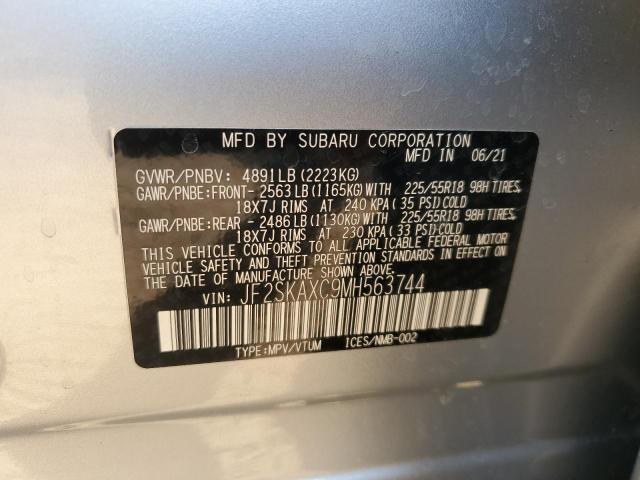 MFD BY SUBARU CORPORATION
MFD IN 06/21
GVWR/PNBV: 4891LB(2223KG)
GAWR/PNBE:FRONT- 2563LB(1165KG)WITH 225/55R18 98H TIRES,
18X7J RIMS AT 240 KPA(35 PSI)COLD
GAWR/PNBE:REAR - 2486LB(1130KG)WITH 225/55R18 98H TIRES,
18X7J RIMS AT 230 KPA(33 PSI)COLD
THIS VEHICLE CONFORMS TO ALL APPLICABLE FEDERAL MOTOR
VEHICLE SAFETY AND THEFT PREVENTION STANDARDS IN EFFECT ON
THE DATE OF MANUFACTURE SHOWN ABOVE.
VIN: JF2SKAXC9MH563744
TYPE:MPV/VTUM ICES/NMB-002